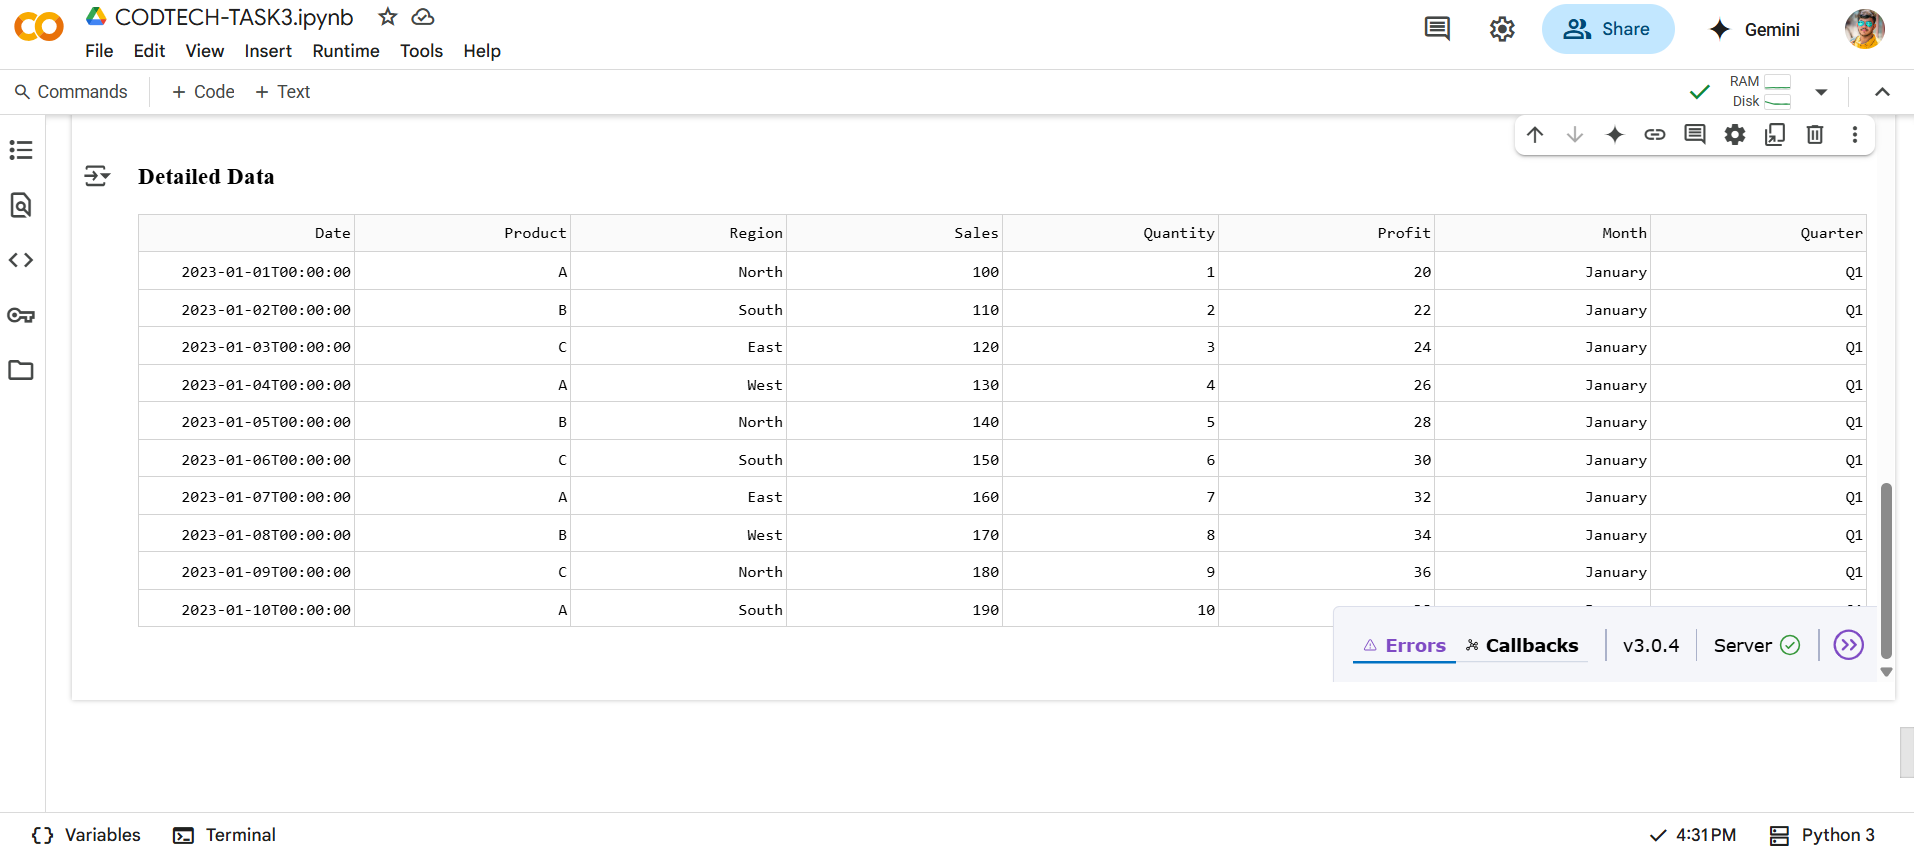 CODTECH-TASK3.ipynb
File Edit View Insert Runtime Tools Help
Share
Gemini
Commands + Code + Text
RAM
Disk
Detailed Data
Date Product Region Sales Quantity Profit Month Quarter
2023-01-01T00:00:00 A North 100 1 20 January Q1
2023-01-02T00:00:00 B South 110 2 22 January Q1
2023-01-03T00:00:00 C East 120 3 24 January Q1
2023-01-04T00:00:00 A West 130 4 26 January Q1
2023-01-05T00:00:00 B North 140 5 28 January Q1
2023-01-06T00:00:00 C South 150 6 30 January Q1
2023-01-07T00:00:00 A East 160 7 32 January Q1
2023-01-08T00:00:00 B West 170 8 34 January Q1
2023-01-09T00:00:00 C North 180 9 36 January Q1
2023-01-10T00:00:00 A South 190 10
Errors Callbacks v3.0.4 Server
Variables Terminal
4:31 PM Python 3